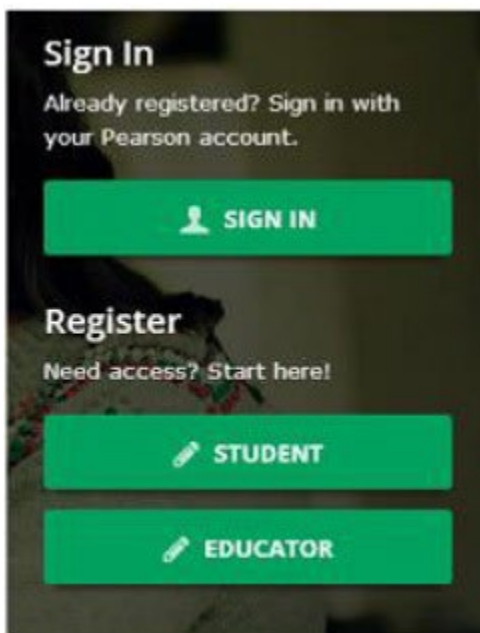 Sign In
Already registered? Sign in with
your Pearson account.
SIGN IN
Register
Need access? Start here!
STUDENT
EDUCATOR